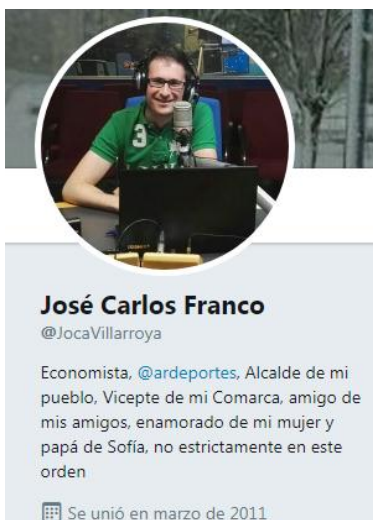 3
José Carlos Franco
@JocaVillarroya
Economista, @ardeportes, Alcalde de mi
pueblo, Vicepte de mi Comarca, amigo de
mis amigos, enamorado de mi mujer y
papá de Sofía, no estrictamente en este
orden
Se unió en marzo de 2011